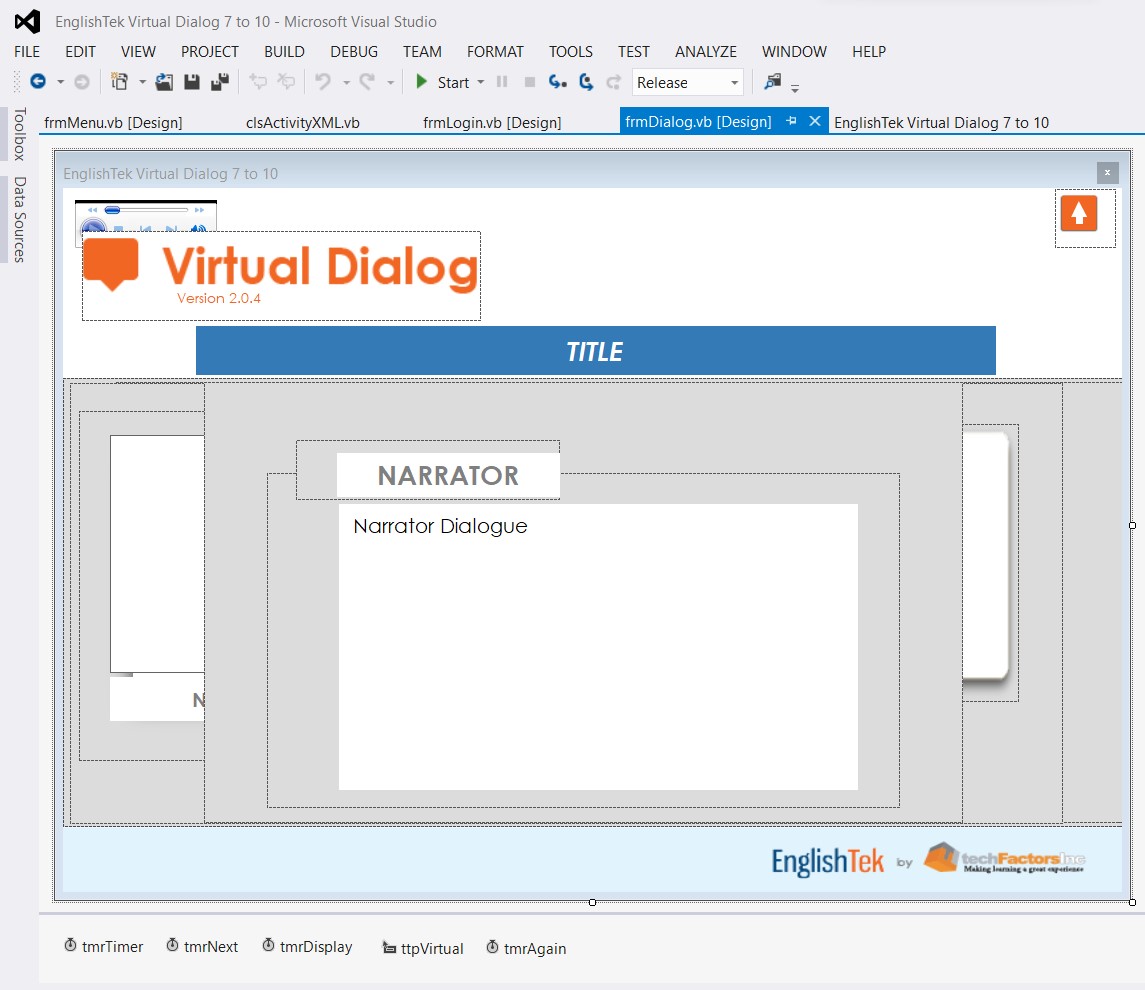 EnglishTek Virtual Dialog 7 to 10 - Microsoft Visual Studio
FILE EDIT VIEW PROJECT BUILD DEBUG TEAM FORMAT TOOLS TEST ANALYZE WINDOW HELP
Start Release
Toolbox
Data Sources
frmMenu.vb [Design] clsActivityXML.vb frmLogin.vb [Design] frmDialog.vb [Design] EnglishTek Virtual Dialog 7 to 10
EnglishTek Virtual Dialog 7 to 10
Virtual Dialog
Version 2.0.4
TITLE
NARRATOR
Narrator Dialogue
N
EnglishTek by techFactorsInc
Making learning a great experience
tmrTimer tmrNext tmrDisplay ttpVirtual tmrAgain